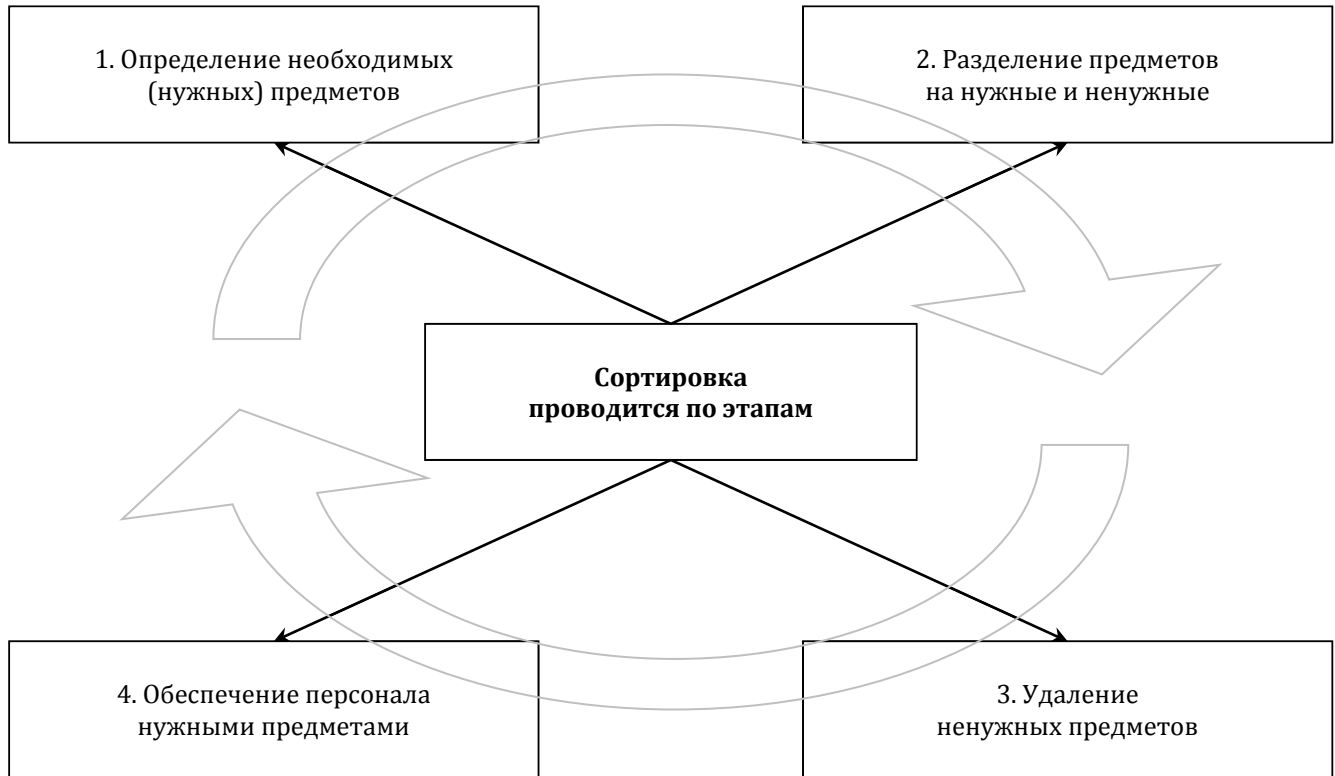 1. Определение необходимых
(нужных) предметов
2. Разделение предметов
на нужные и ненужные
Сортировка
проводится по этапам
4. Обеспечение персонала
нужными предметами
3. Удаление
ненужных предметов